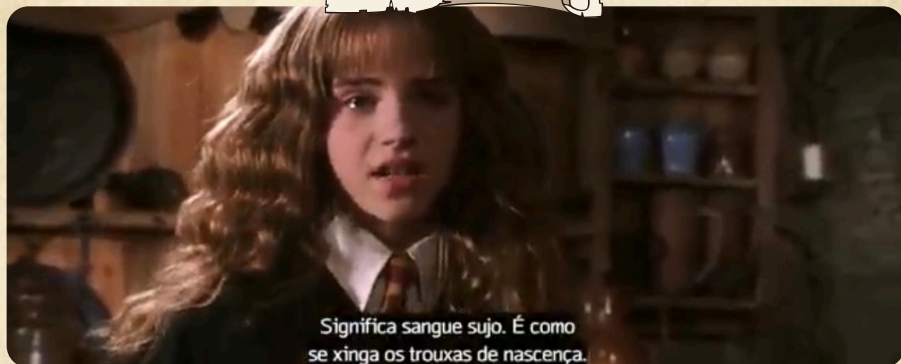 Significa sangue sujo. É como
se xinga os trouxas de nascença.